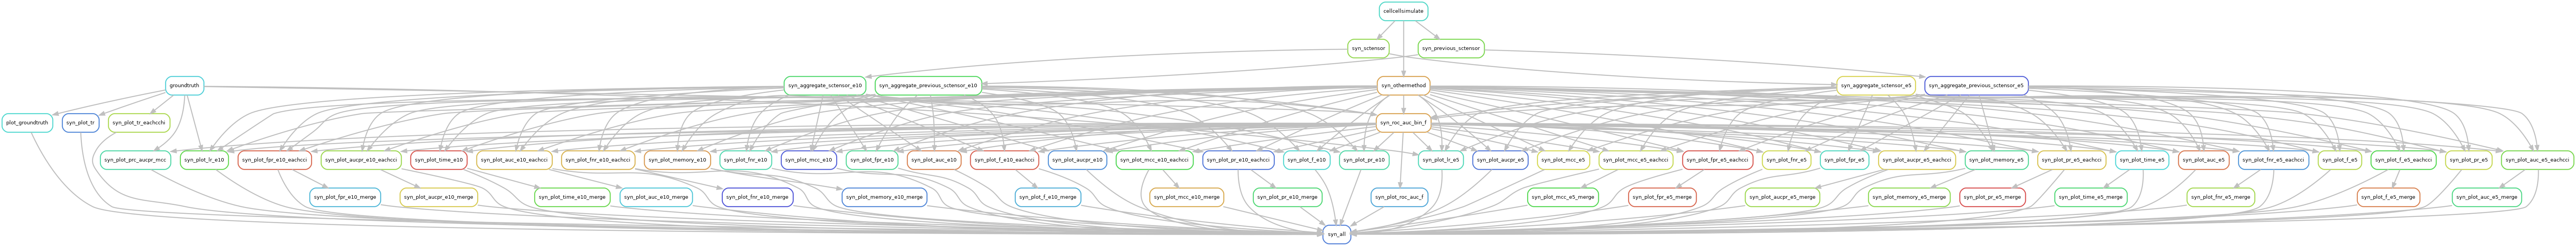 cellcellsimulate
syn_sctensor
syn_previous_sctensor
groundtruth
syn_aggregate_sctensor_e10
syn_aggregate_previous_sctensor_e10
syn_othermethod
syn_aggregate_sctensor_e5
syn_aggregate_previous_sctensor_e5
plot_groundtruth
syn_plot_tr
syn_plot_tr_eachcchi
syn_roc_auc_bin_f
syn_plot_prc_aucpr_mcc
syn_plot_lr_e10
syn_plot_fpr_e10_eachcci
syn_plot_aucpr_e10_eachcci
syn_plot_time_e10
syn_plot_auc_e10_eachcci
syn_plot_fnr_e10_eachcci
syn_plot_memory_e10
syn_plot_fnr_e10
syn_plot_mcc_e10
syn_plot_fpr_e10
syn_plot_auc_e10
syn_plot_f_e10_eachcci
syn_plot_aucpr_e10
syn_plot_mcc_e10_eachcci
syn_plot_pr_e10_eachcci
syn_plot_f_e10
syn_plot_pr_e10
syn_plot_lr_e5
syn_plot_aucpr_e5
syn_plot_mcc_e5
syn_plot_mcc_e5_eachcci
syn_plot_fpr_e5_eachcci
syn_plot_fnr_e5
syn_plot_fpr_e5
syn_plot_aucpr_e5_eachcci
syn_plot_memory_e5
syn_plot_pr_e5_eachcci
syn_plot_time_e5
syn_plot_auc_e5
syn_plot_fnr_e5_eachcci
syn_plot_f_e5
syn_plot_f_e5_eachcci
syn_plot_pr_e5
syn_plot_auc_e5_eachcci
syn_plot_fpr_e10_merge
syn_plot_aucpr_e10_merge
syn_plot_time_e10_merge
syn_plot_auc_e10_merge
syn_plot_fnr_e10_merge
syn_plot_memory_e10_merge
syn_plot_f_e10_merge
syn_plot_mcc_e10_merge
syn_plot_pr_e10_merge
syn_plot_roc_auc_f
syn_plot_mcc_e5_merge
syn_plot_fpr_e5_merge
syn_plot_aucpr_e5_merge
syn_plot_memory_e5_merge
syn_plot_pr_e5_merge
syn_plot_time_e5_merge
syn_plot_fnr_e5_merge
syn_plot_f_e5_merge
syn_plot_auc_e5_merge
syn_all